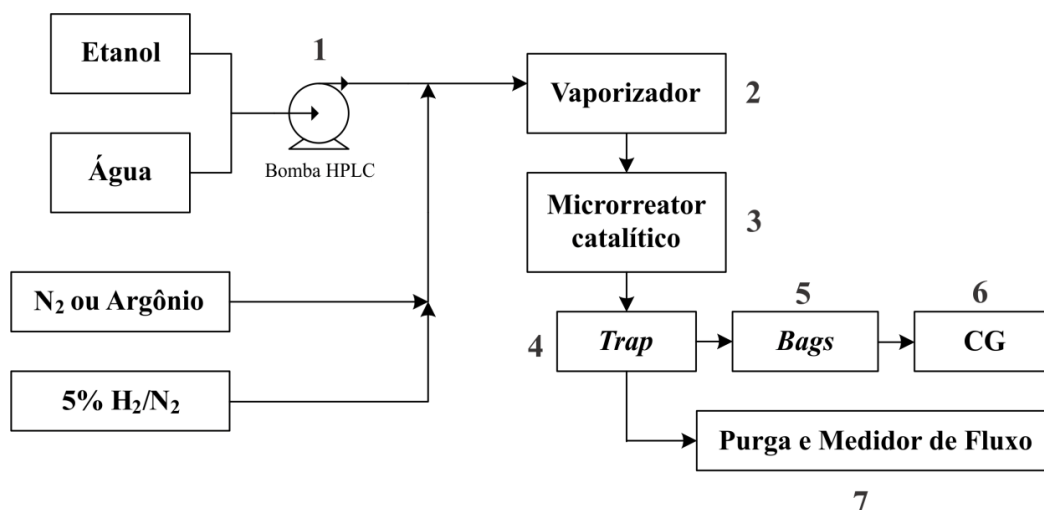 Etanol
1
Água
Bomba HPLC
Vaporizador
2
Microrreator
catalítico
3
N₂ ou Argônio
5% H₂/N₂
4
Trap
5
Bags
6
CG
Purga e Medidor de Fluxo
7